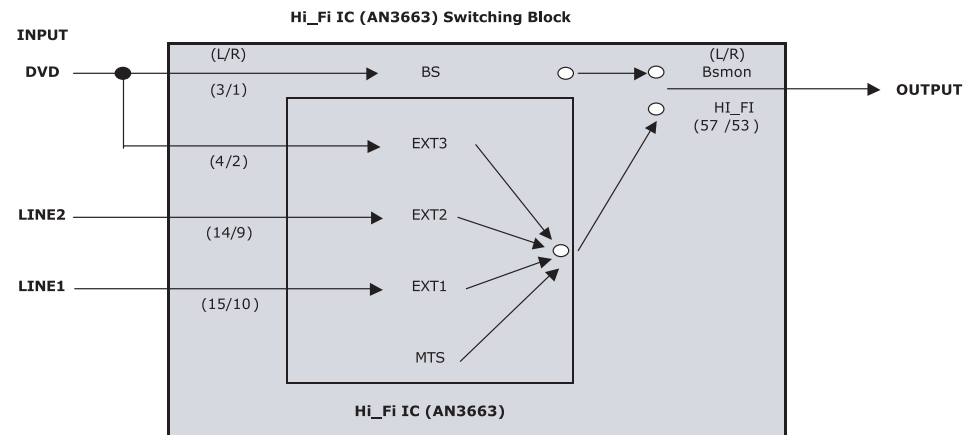 Hi_Fi IC (AN3663) Switching Block
INPUT
(L/R)
(L/R)
DVD
BS
Bsmon
(3/1)
OUTPUT
HI_FI
(57 /53 )
EXT3
(4/2)
LINE2
EXT2
(14/9)
LINE1
EXT1
(15/10)
MTS
Hi_Fi IC (AN3663)